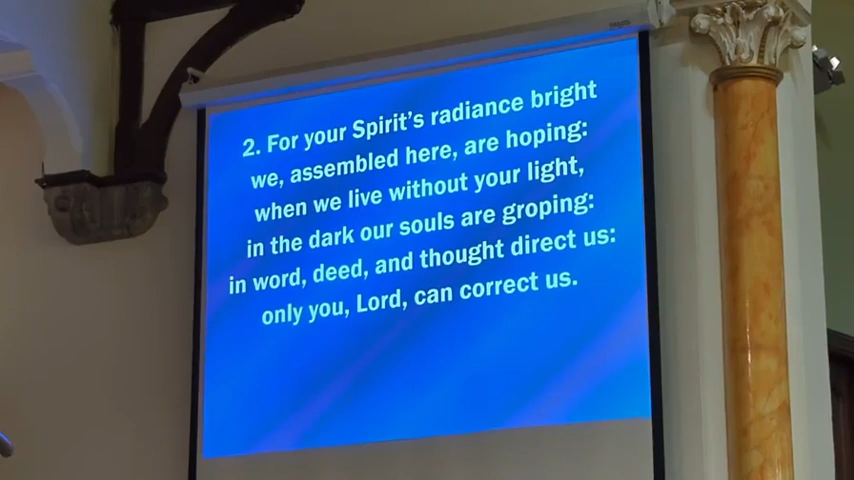 2. For your Spirit's radiance bright
we, assembled here, are hoping:
when we live without your light,
in the dark our souls are groping:
in word, deed, and thought direct us:
only you, Lord, can correct us.